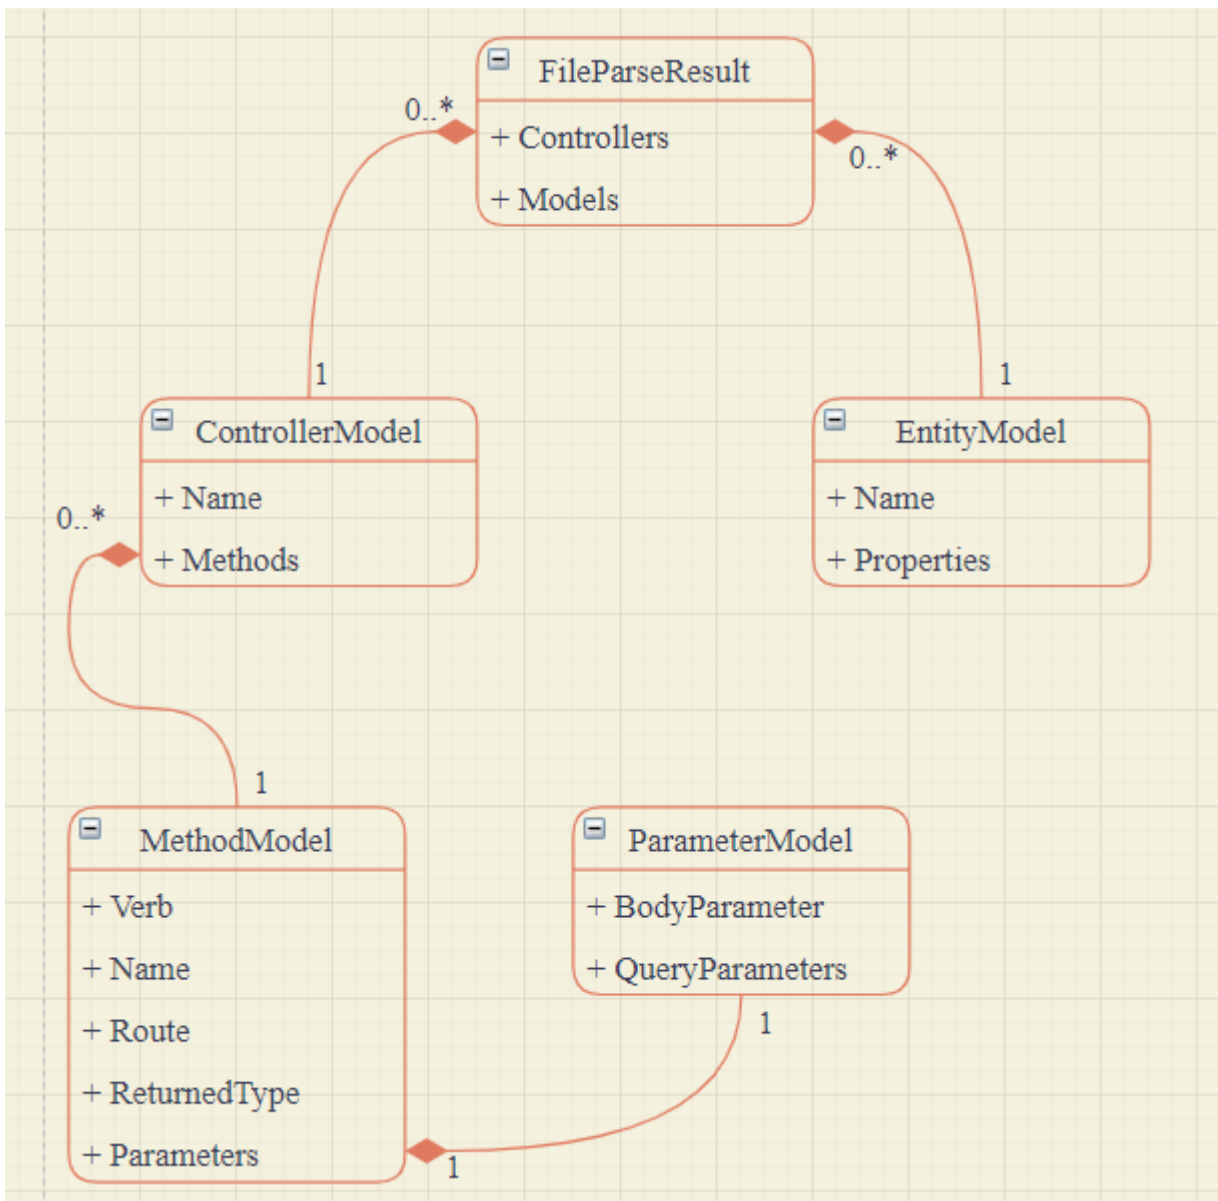 FileParseResult
0..*
+ Controllers
0..*
+ Models
1
1
ControllerModel
EntityModel
+ Name
+ Name
0..*
+ Methods
+ Properties
1
MethodModel
ParameterModel
+ Verb
+ BodyParameter
+ Name
+ QueryParameters
+ Route
1
+ ReturnedType
+ Parameters
1